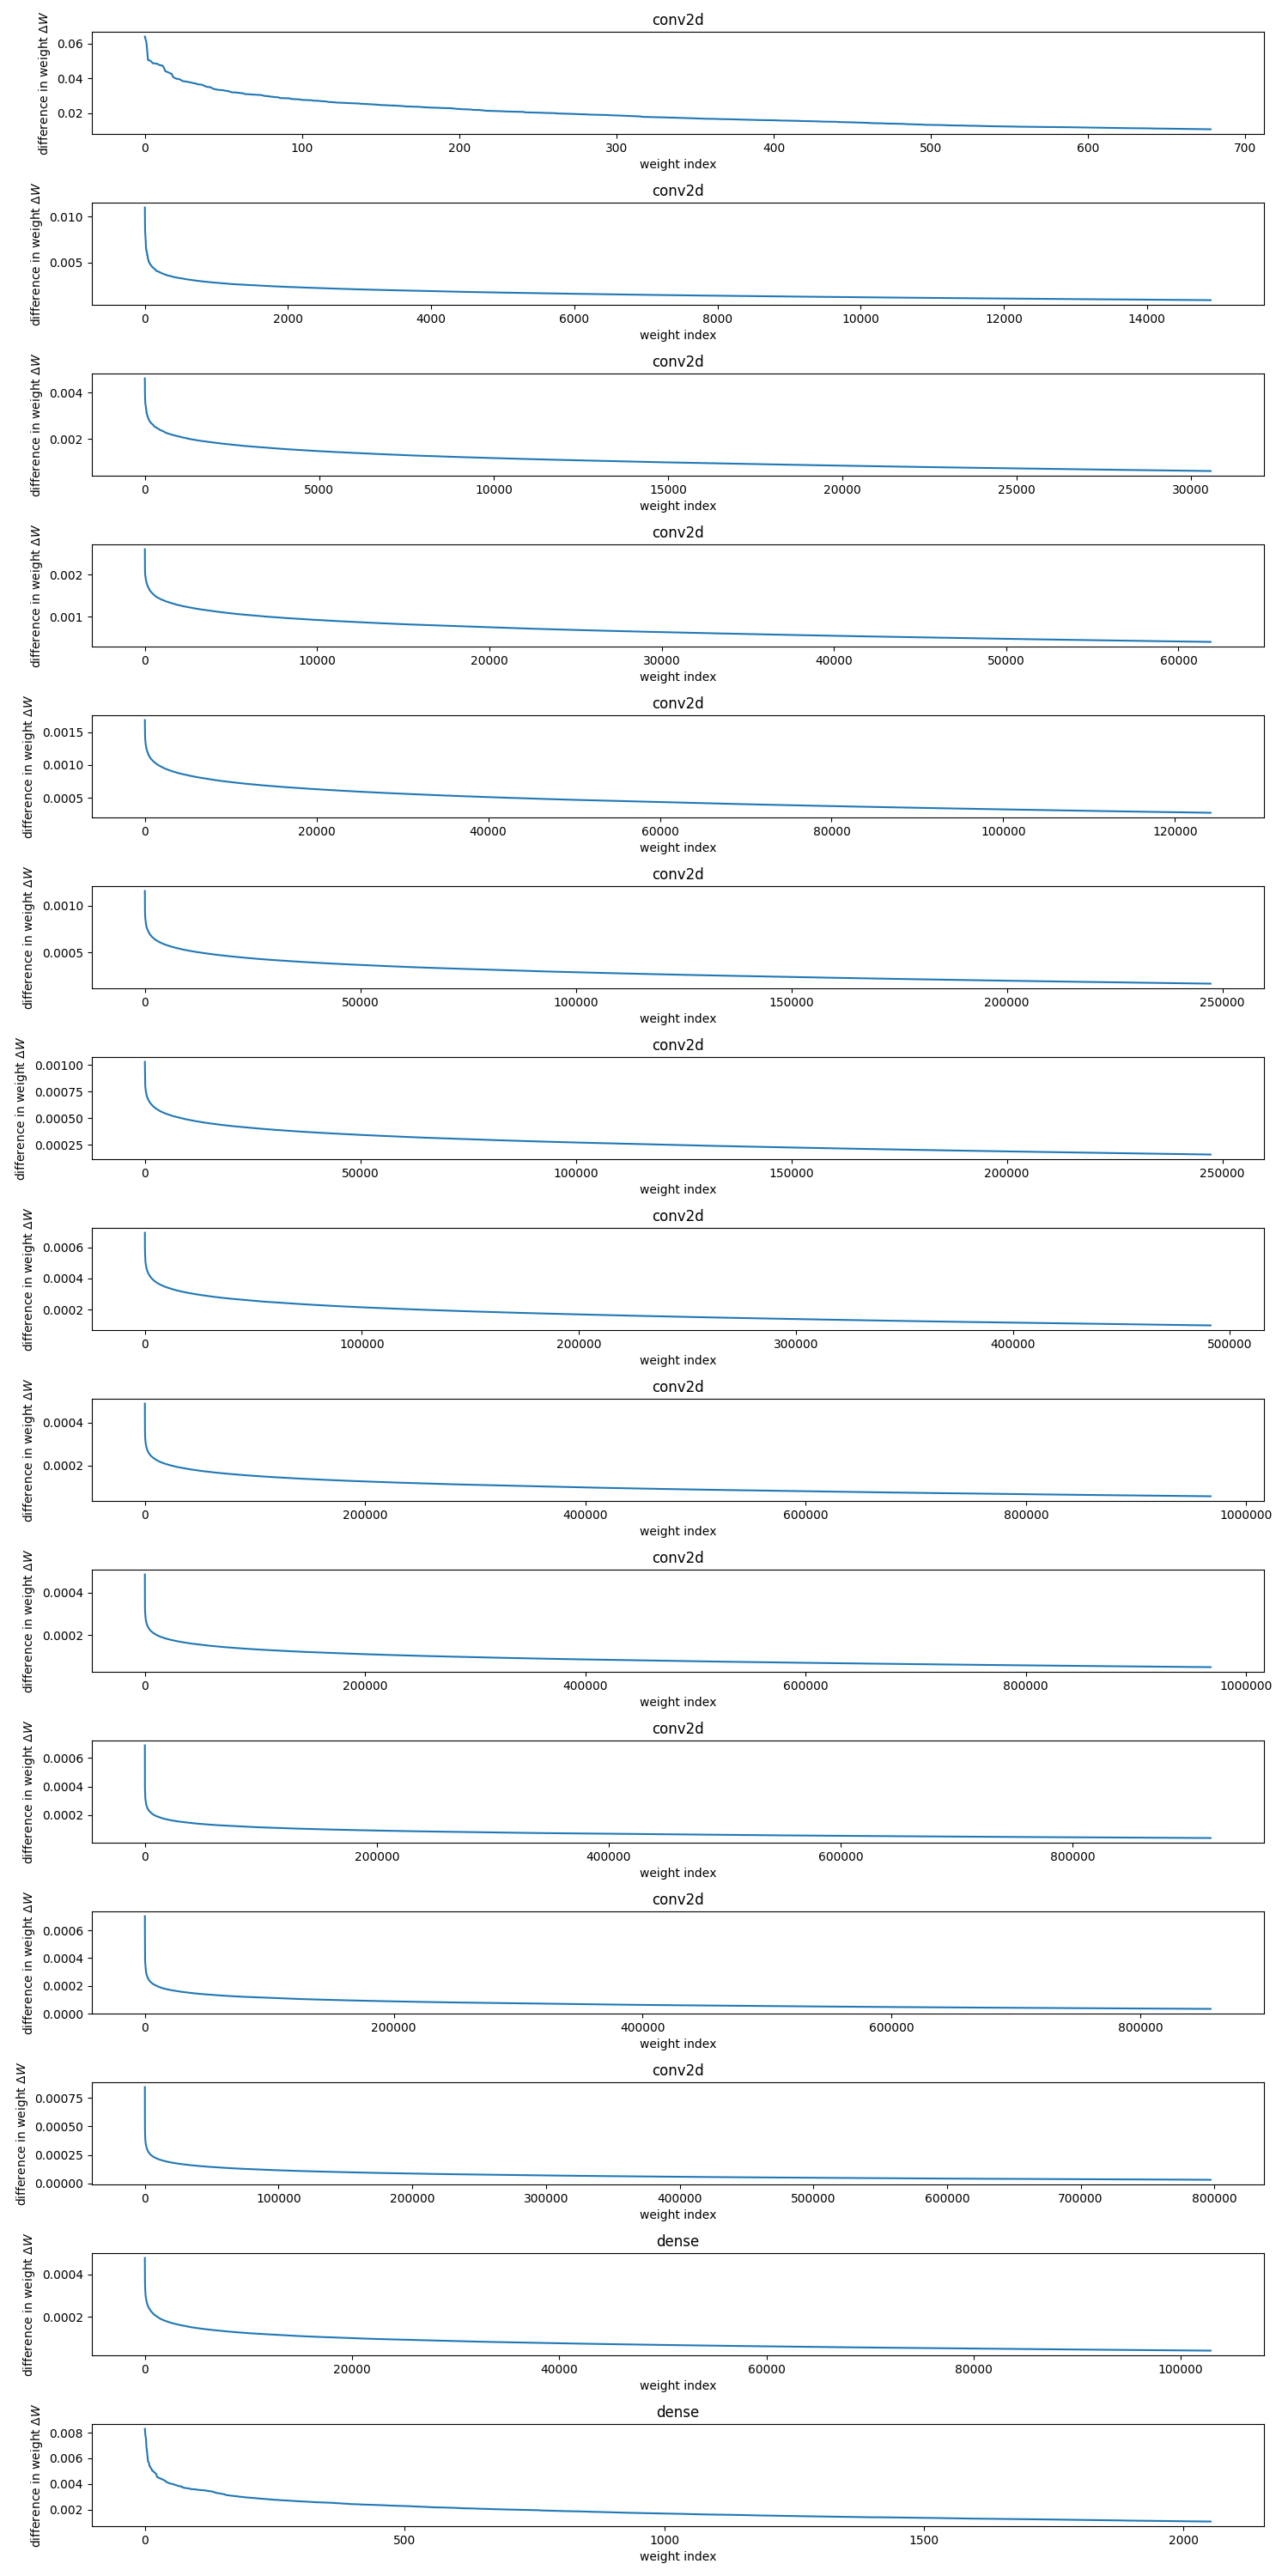 conv2d
difference in weight ΔW
0.06
0.04
0.02
0 100 200 300 400 500 600 700
weight index
conv2d
difference in weight ΔW
0.010
0.005
0 2000 4000 6000 8000 10000 12000 14000
weight index
conv2d
difference in weight ΔW
0.004
0.002
0 5000 10000 15000 20000 25000 30000
weight index
conv2d
difference in weight ΔW
0.002
0.001
0 10000 20000 30000 40000 50000 60000
weight index
conv2d
difference in weight ΔW
0.0015
0.0010
0.0005
0 20000 40000 60000 80000 100000 120000
weight index
conv2d
difference in weight ΔW
0.0010
0.0005
0 50000 100000 150000 200000 250000
weight index
conv2d
difference in weight ΔW
0.00100
0.00075
0.00050
0.00025
0 50000 100000 150000 200000 250000
weight index
conv2d
difference in weight ΔW
0.0006
0.0004
0.0002
0 100000 200000 300000 400000 500000
weight index
conv2d
difference in weight ΔW
0.0004
0.0002
0 200000 400000 600000 800000 1000000
weight index
conv2d
difference in weight ΔW
0.0004
0.0002
0 200000 400000 600000 800000 1000000
weight index
conv2d
difference in weight ΔW
0.0006
0.0004
0.0002
0 200000 400000 600000 800000
weight index
conv2d
difference in weight ΔW
0.0006
0.0004
0.0002
0.0000
0 200000 400000 600000 800000
weight index
conv2d
difference in weight ΔW
0.00075
0.00050
0.00025
0.00000
0 100000 200000 300000 400000 500000 600000 700000 800000
weight index
dense
difference in weight ΔW
0.0004
0.0002
0 20000 40000 60000 80000 100000
weight index
dense
difference in weight ΔW
0.008
0.006
0.004
0.002
0 500 1000 1500 2000
weight index